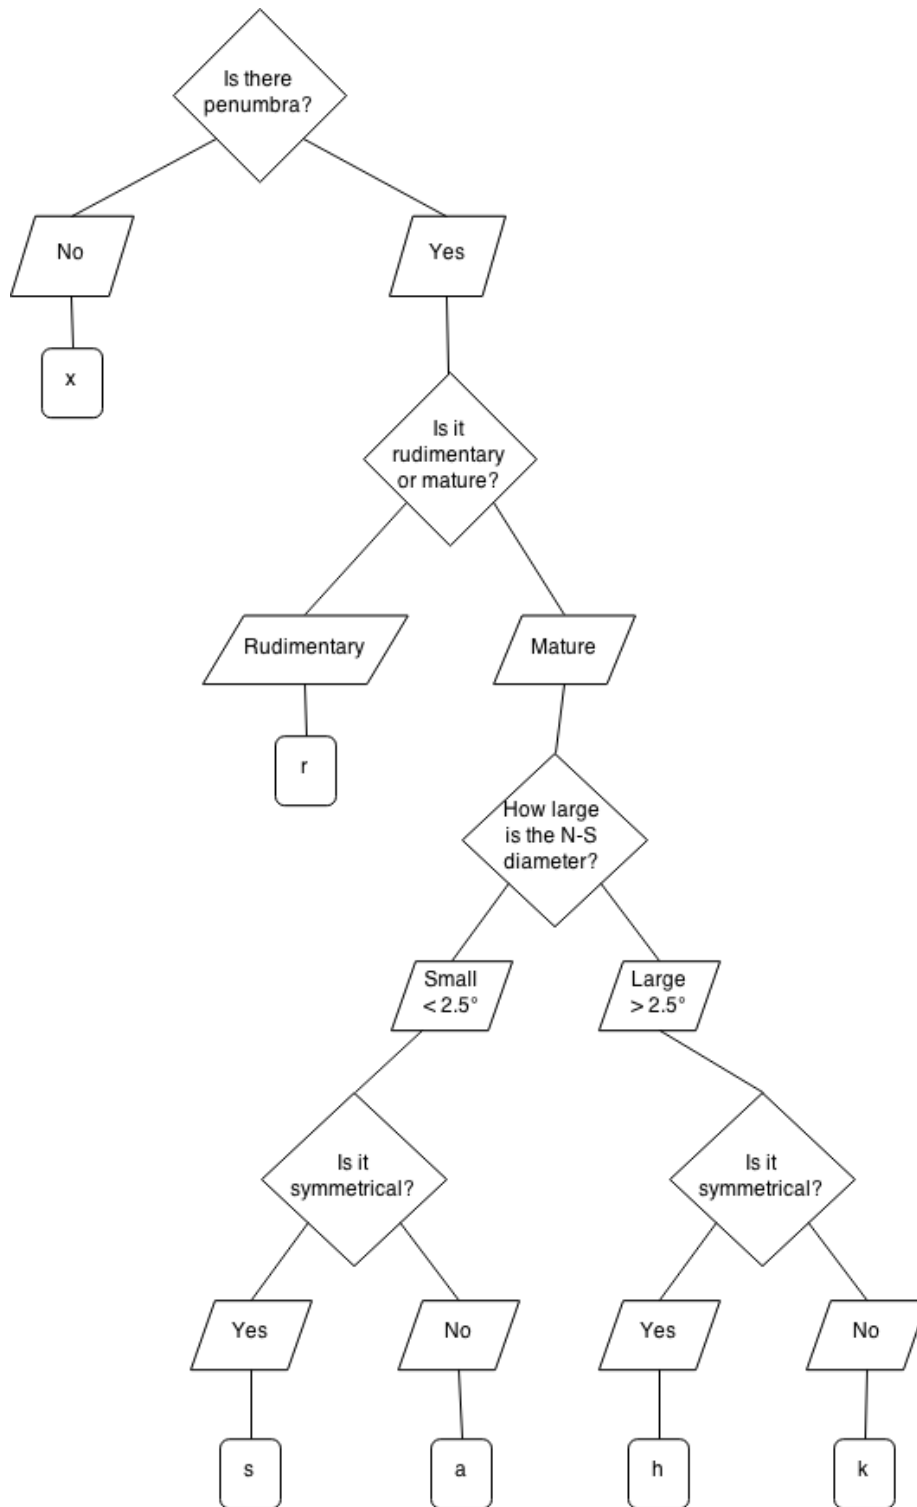 Is there
penumbra?
No
Yes
x
Is it
rudimentary
or mature?
Rudimentary
Mature
r
How large
is the N-S
diameter?
Small
< 2.5°
Large
> 2.5°
Is it
symmetrical?
Is it
symmetrical?
Yes
No
Yes
No
s
a
h
k